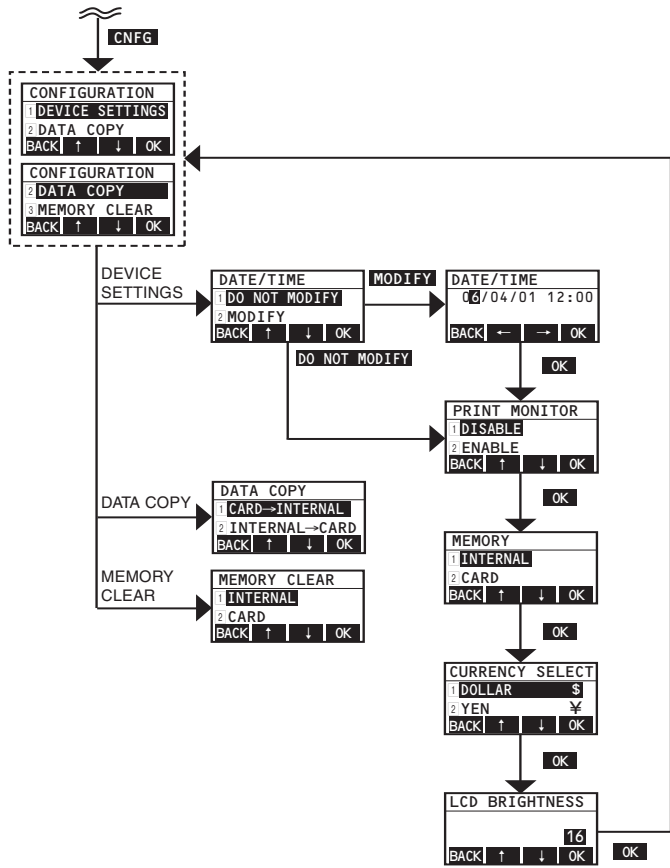 CNFG
CONFIGURATION
1 DEVICE SETTINGS
2 DATA COPY
BACK ↑ ↓ OK
CONFIGURATION
2 DATA COPY
3 MEMORY CLEAR
BACK ↑ ↓ OK
DEVICE
SETTINGS
DATE/TIME
1 DO NOT MODIFY
2 MODIFY
BACK ↑ ↓ OK
MODIFY
DATE/TIME
06/04/01 12:00
BACK ← → OK
DO NOT MODIFY
OK
PRINT MONITOR
1 DISABLE
2 ENABLE
BACK ↑ ↓ OK
OK
DATA COPY
DATA COPY
1 CARD→INTERNAL
2 INTERNAL→CARD
BACK ↑ ↓ OK
MEMORY
1 INTERNAL
2 CARD
BACK ↑ ↓ OK
MEMORY
CLEAR
MEMORY CLEAR
1 INTERNAL
2 CARD
BACK ↑ ↓ OK
OK
CURRENCY SELECT
1 DOLLAR $
2 YEN ¥
BACK ↑ ↓ OK
OK
LCD BRIGHTNESS
16
BACK ↑ ↓ OK
OK